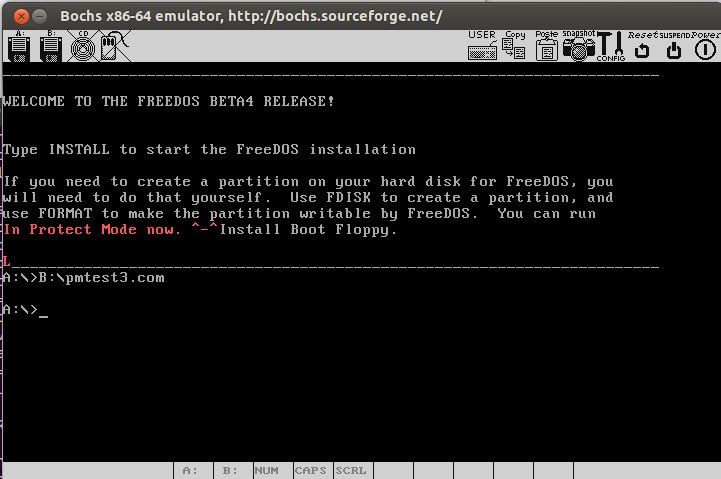 Bochs x86-64 emulator, http://bochs.sourceforge.net/
A: B: CD USER Copy Paste snapshot CONFIG Reset SUSPEND Power
WELCOME TO THE FREEDOS BETA4 RELEASE!
Type INSTALL to start the FreeDOS installation
If you need to create a partition on your hard disk for FreeDOS, you
will need to do that yourself.  Use FDISK to create a partition, and
use FORMAT to make the partition writable by FreeDOS.  You can run
In Protect Mode now. ^-^Install Boot Floppy.
L
A:\>B:\pmtest3.com
A:\>_
A: B: NUM CAPS SCRL